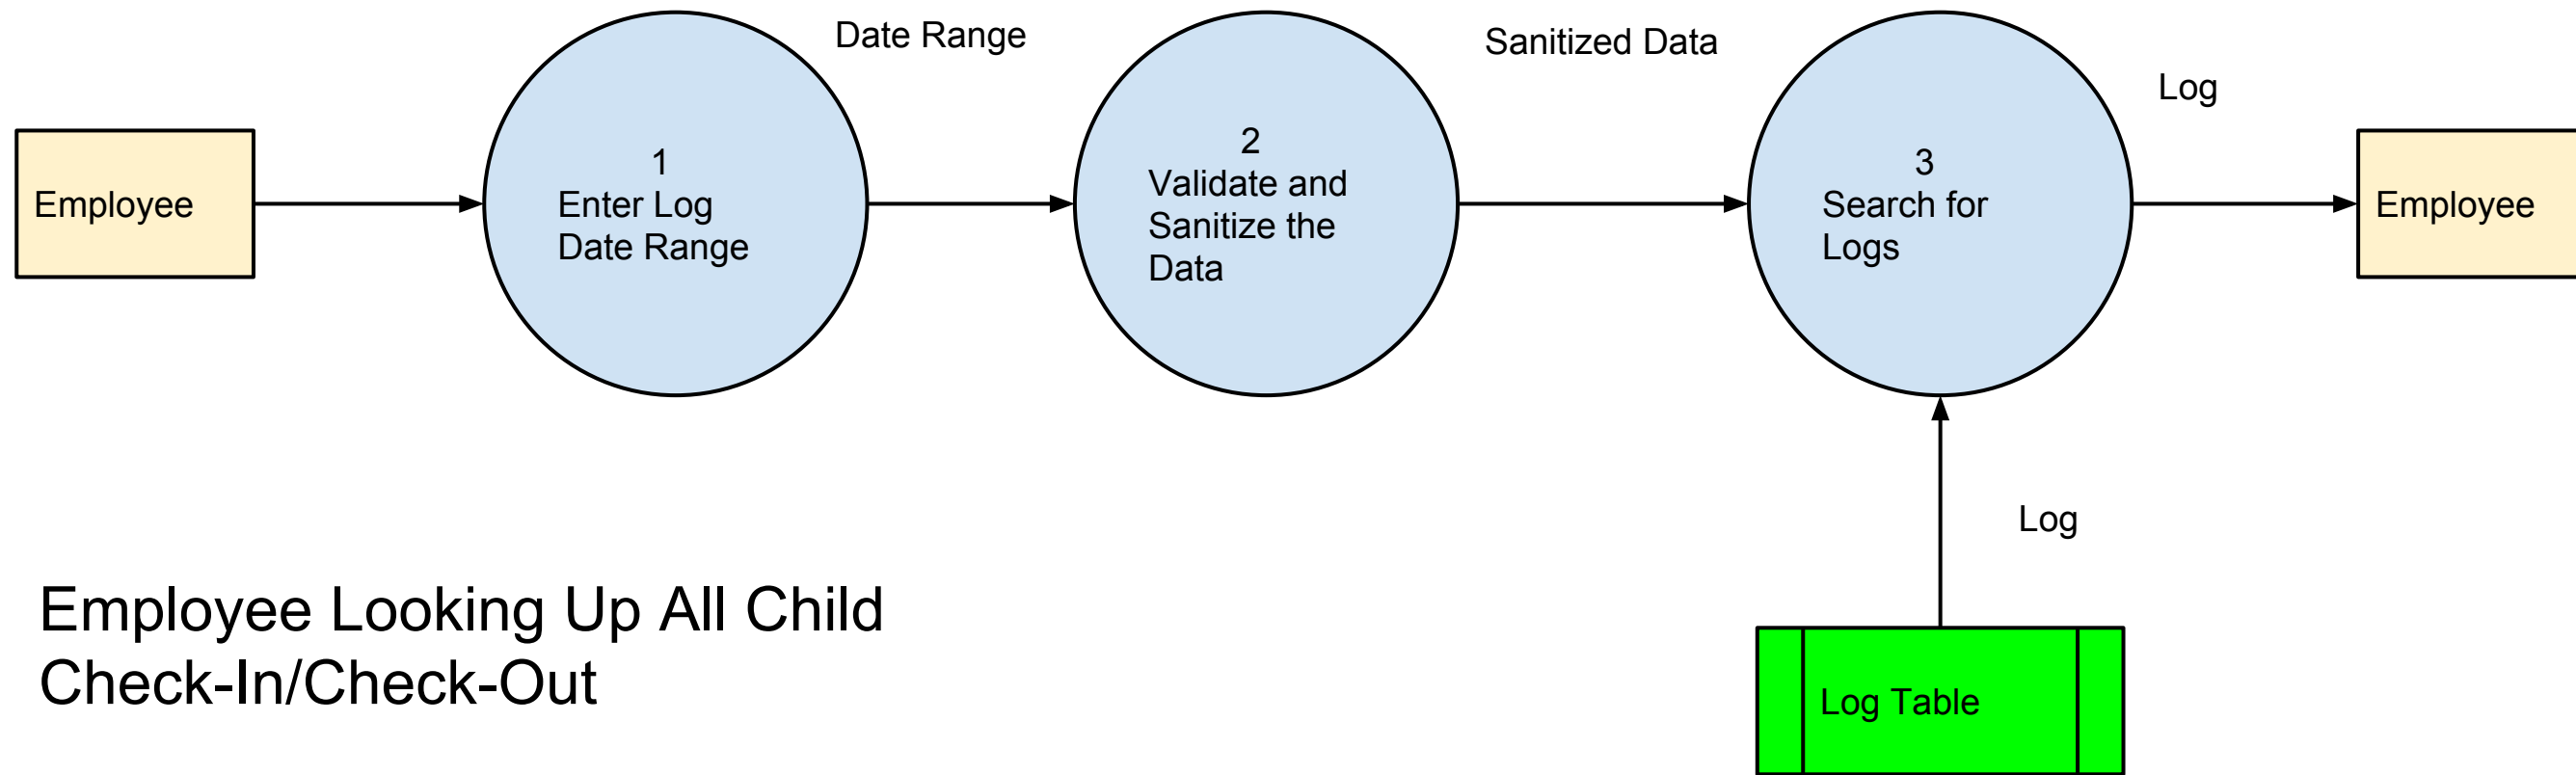 Employee
1
Enter Log
Date Range
Date Range
2
Validate and
Sanitize the
Data
Sanitized Data
3
Search for
Logs
Log
Employee
Log
Log Table
Employee Looking Up All Child
Check-In/Check-Out